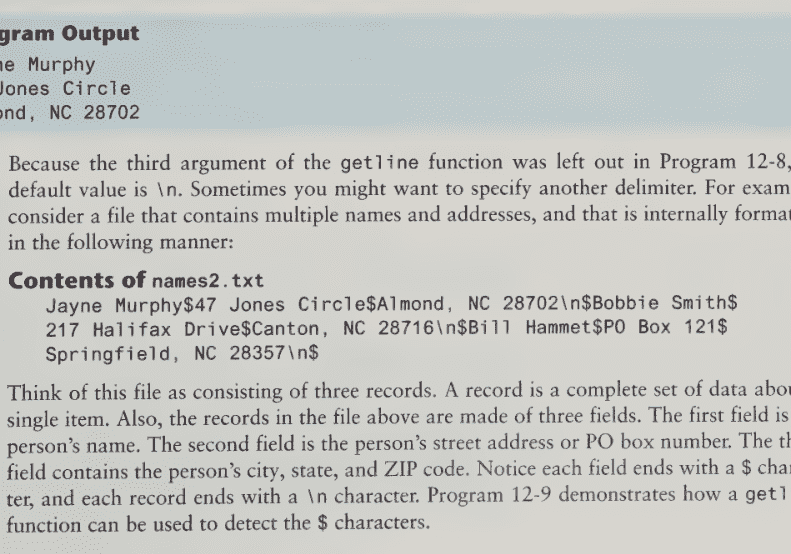 gram Output
ne Murphy
Jones Circle
ond, NC 28702
Because the third argument of the getline function was left out in Program 12-8,
default value is \n. Sometimes you might want to specify another delimiter. For exam
consider a file that contains multiple names and addresses, and that is internally format
in the following manner:
Contents of names2.txt
Jayne Murphy$47 Jones Circle$Almond, NC 28702\n$Bobbie Smith$
217 Halifax Drive$Canton, NC 28716\n$Bill Hammet$PO Box 121$
Springfield, NC 28357\n$
Think of this file as consisting of three records. A record is a complete set of data abou
single item. Also, the records in the file above are made of three fields. The first field is
person's name. The second field is the person's street address or PO box number. The th
field contains the person's city, state, and ZIP code. Notice each field ends with a $ char
ter, and each record ends with a \n character. Program 12-9 demonstrates how a getl
function can be used to detect the $ characters.